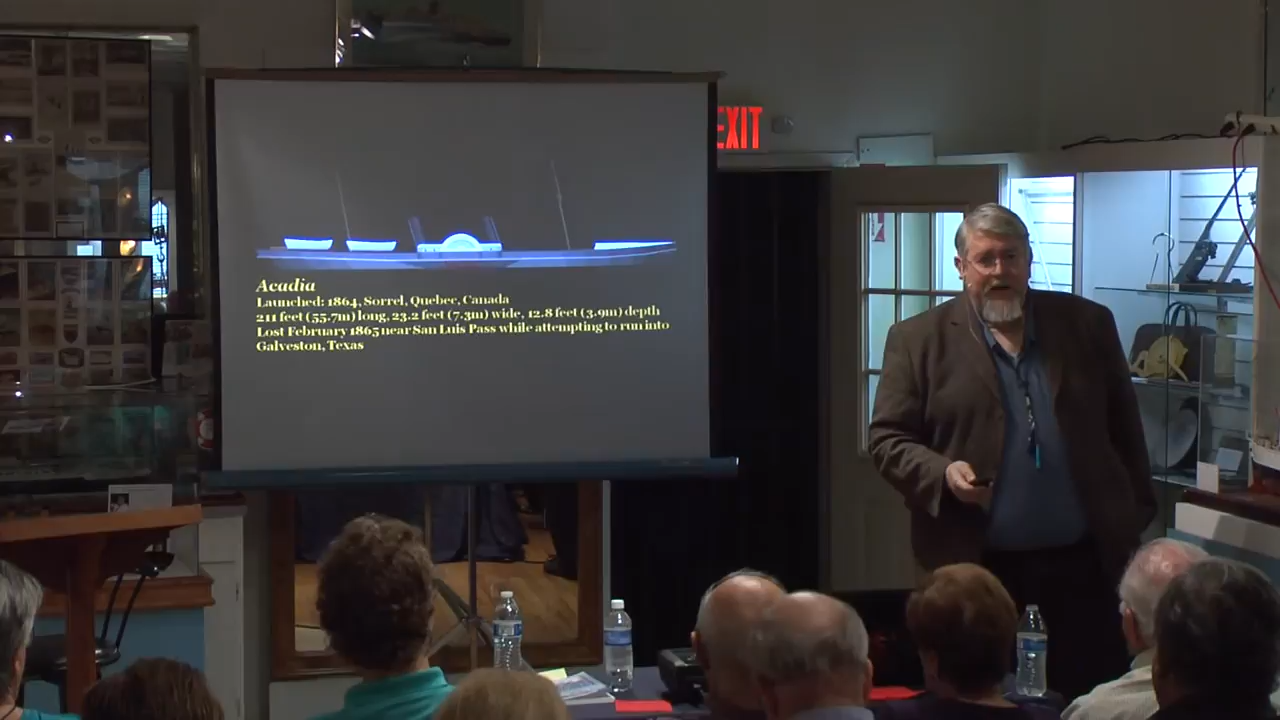 EXIT
Acadia
Launched: 1864, Sorrel, Quebec, Canada
211 feet (55.7m) long, 23.2 feet (7.3m) wide, 12.8 feet (3.9m) depth
Lost February 1865 near San Luis Pass while attempting to run into
Galveston, Texas